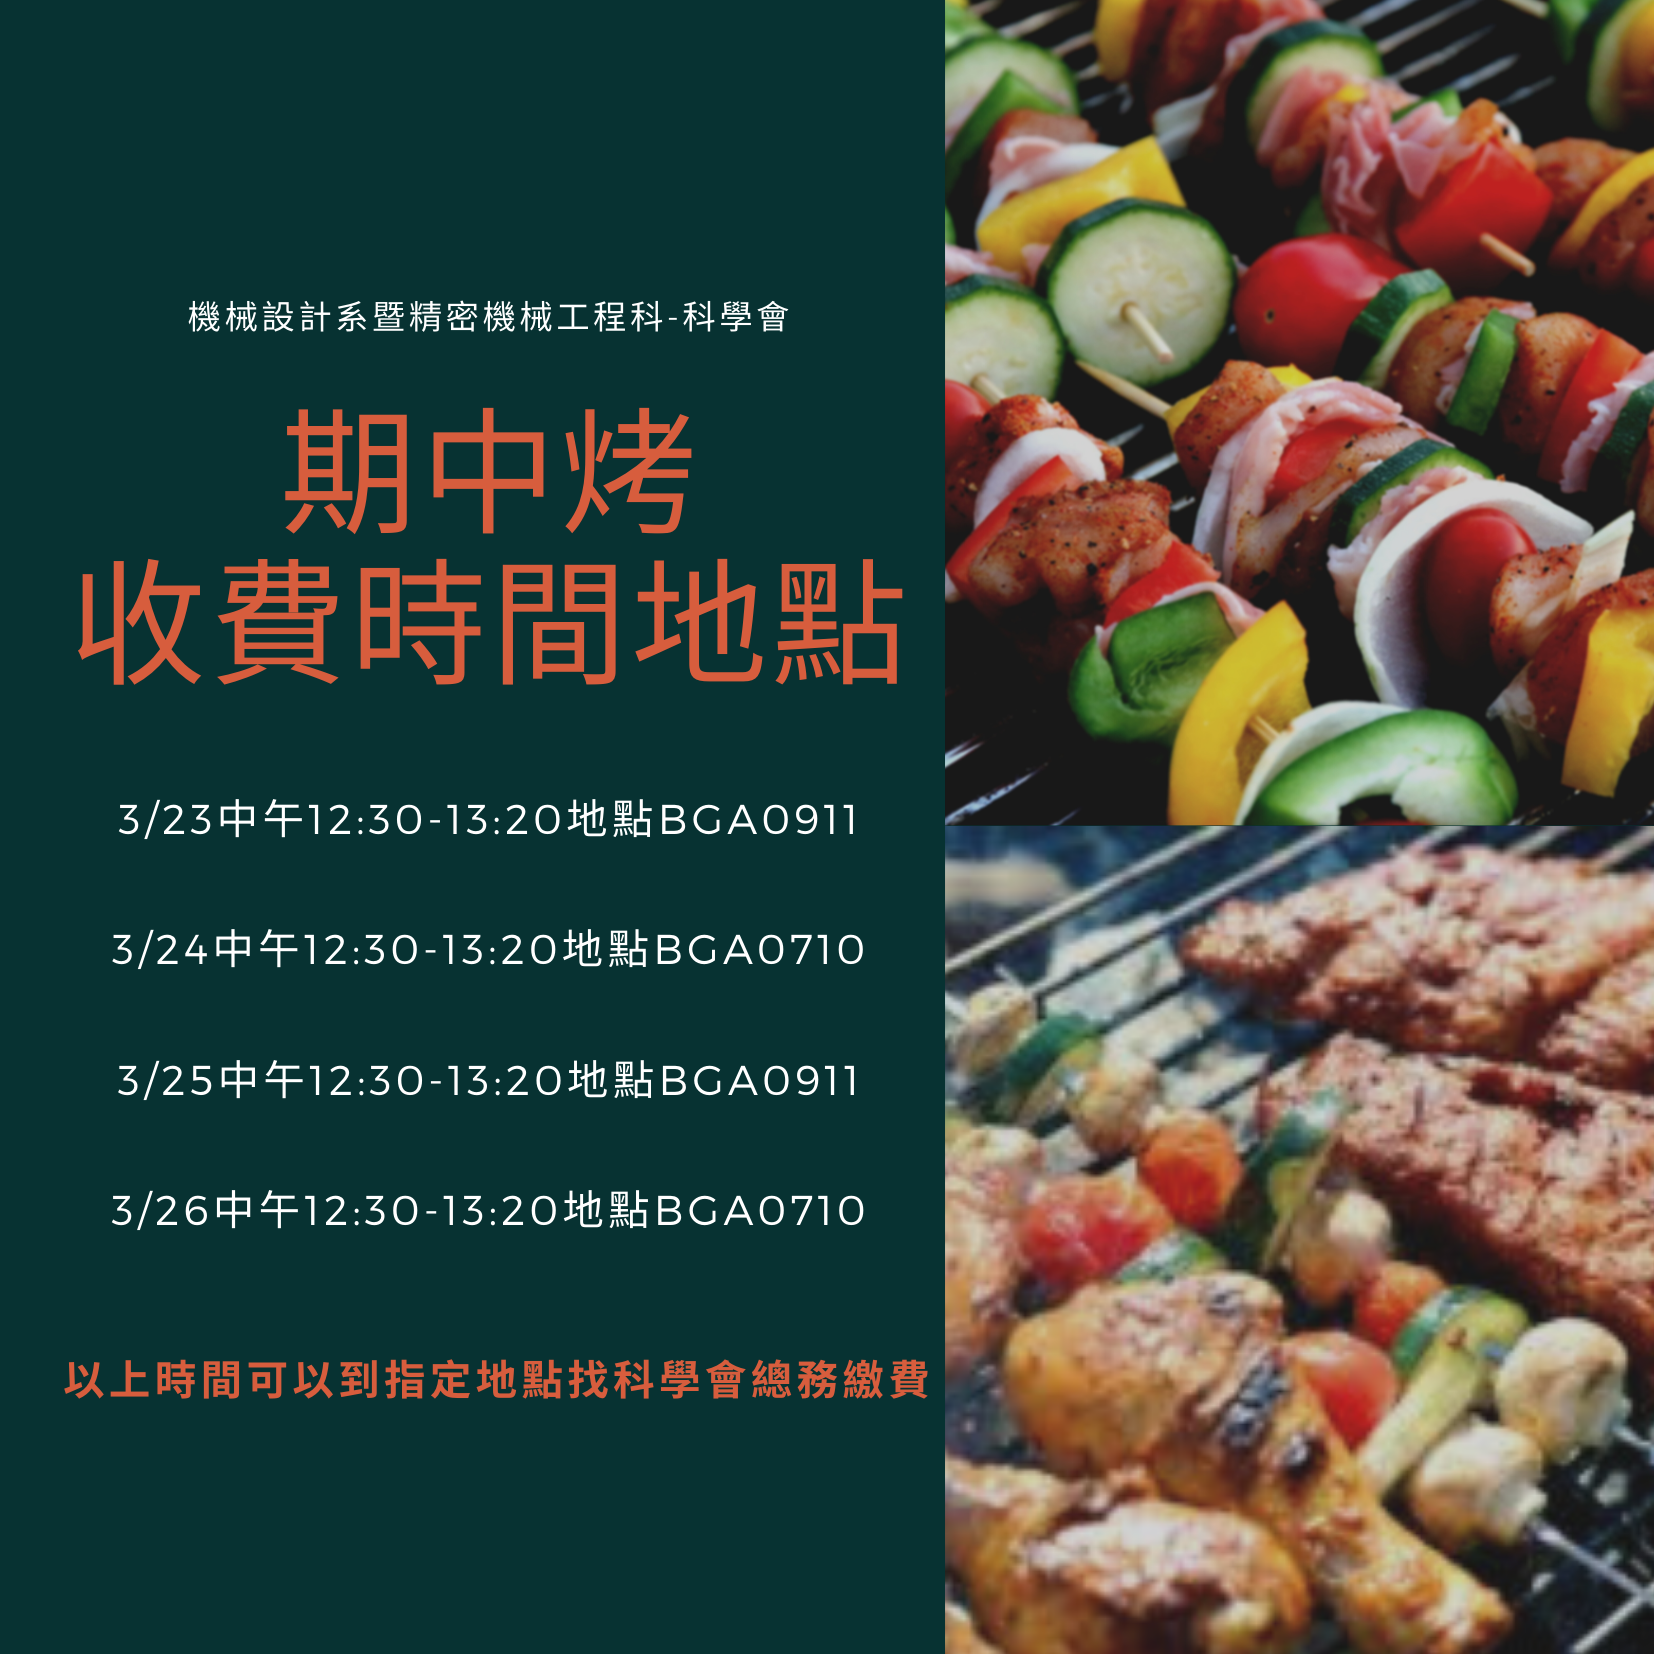 機械設計系暨精密機械工程科-科學會
期中烤
收費時間地點
3/23中午12:30-13:20地點BGA0911
3/24中午12:30-13:20地點BGA0710
3/25中午12:30-13:20地點BGA0911
3/26中午12:30-13:20地點BGA0710
以上時間可以到指定地點找科學會總務繳費